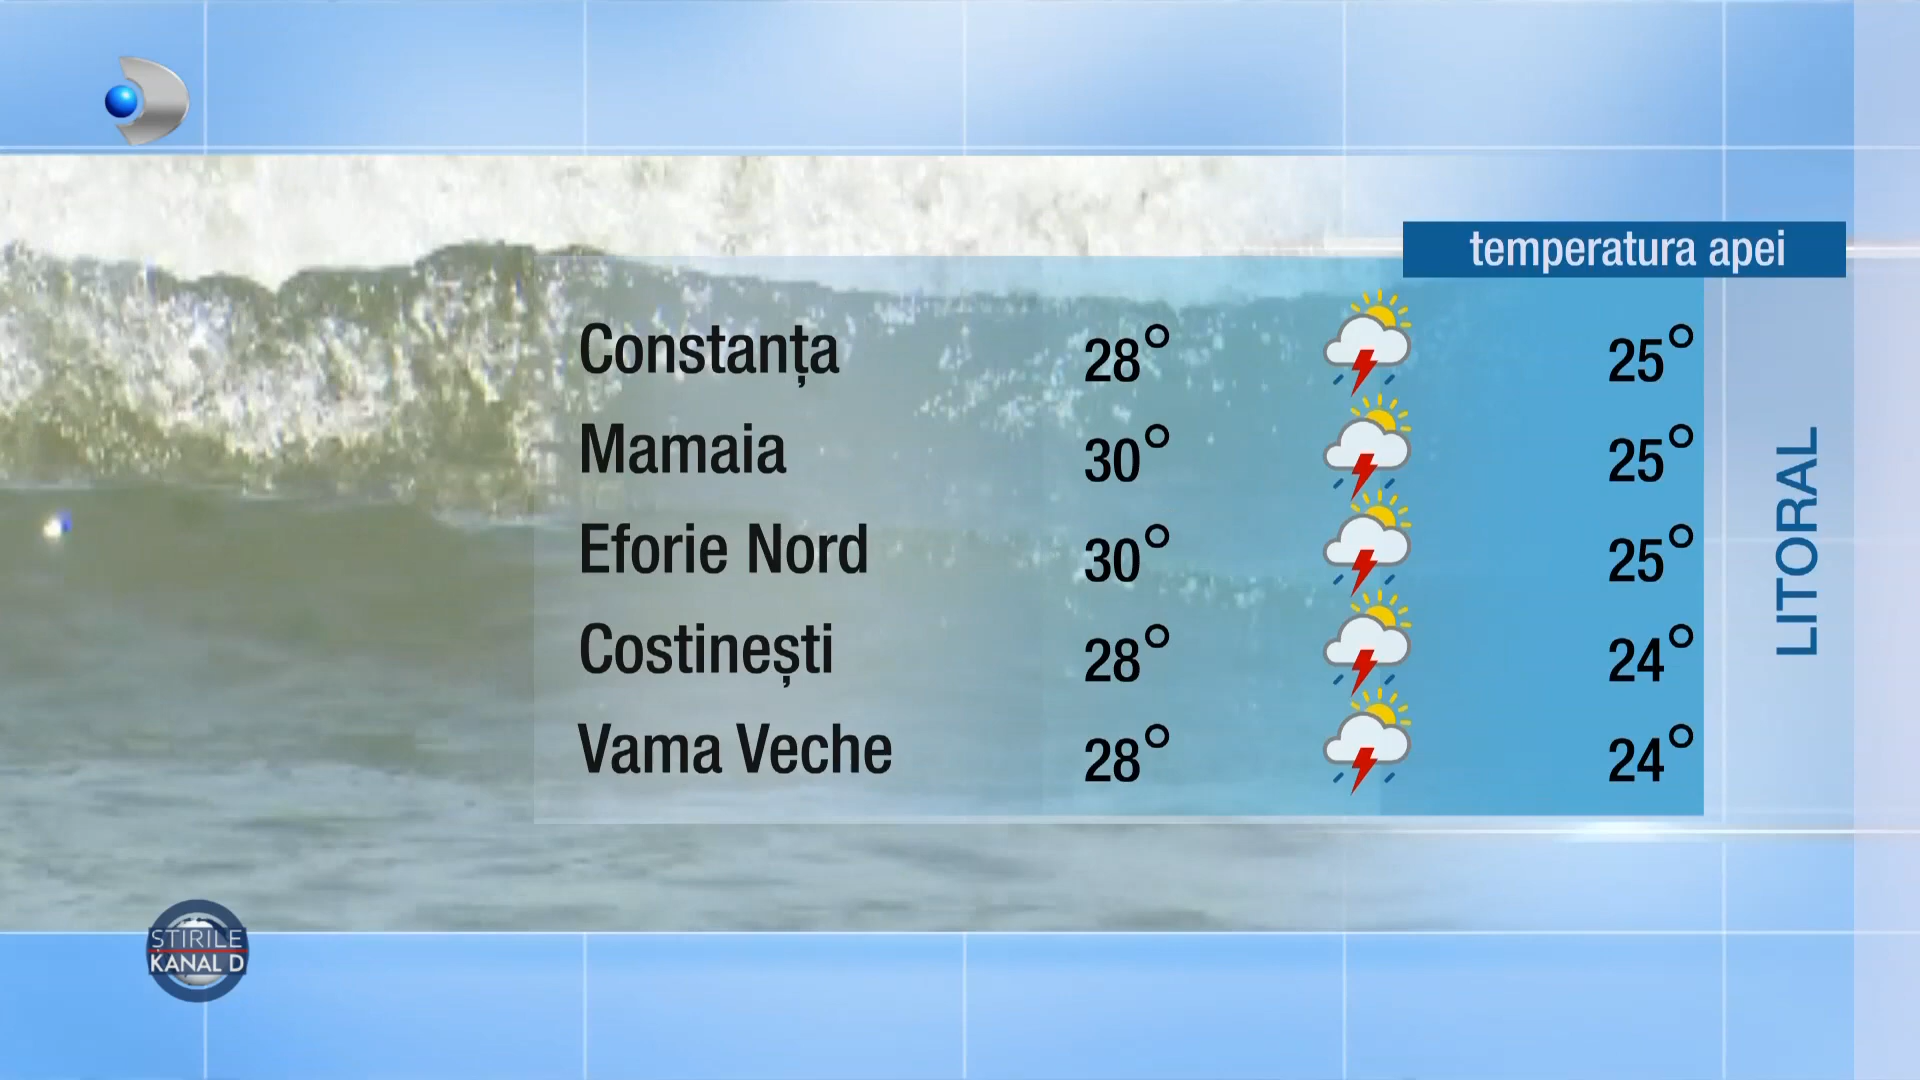 temperatura apei
Constanța 28° 25°
Mamaia 30° 25°
Eforie Nord 30° 25°
Costinești 28° 24°
Vama Veche 28° 24°
LITORAL
ȘTIRILE
KANAL D